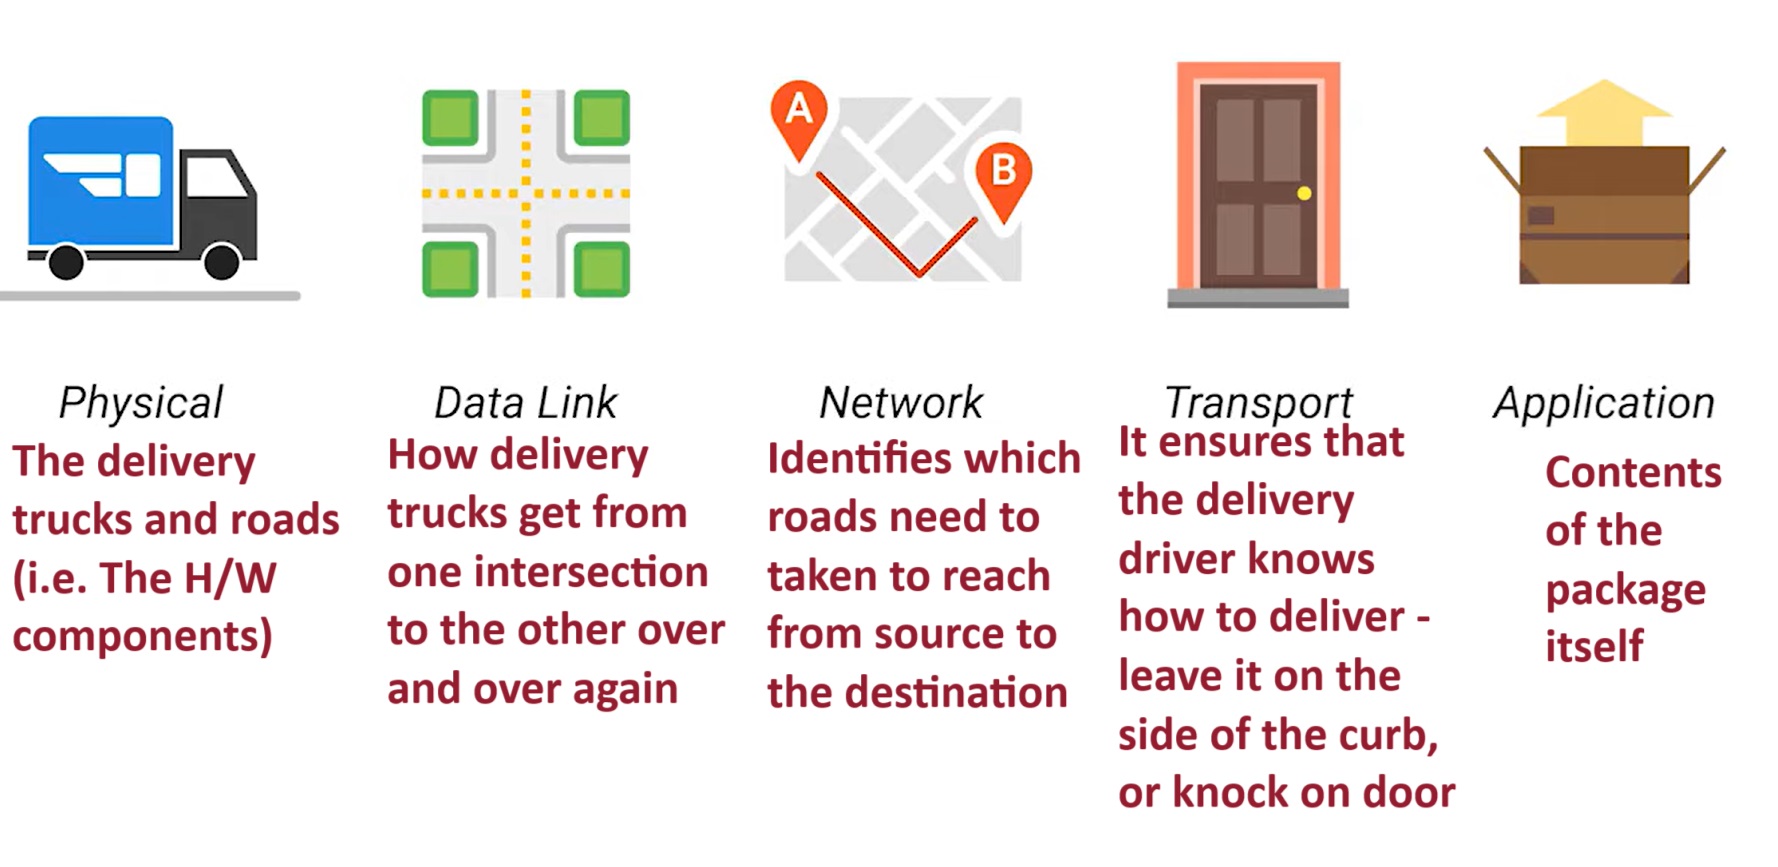 A
B
Physical
The delivery
trucks and roads
(i.e. The H/W
components)
Data Link
How delivery
trucks get from
one intersection
to the other over
and over again
Network
Identifies which
roads need to
taken to reach
from source to
the destination
Transport
It ensures that
the delivery
driver knows
how to deliver -
leave it on the
side of the curb,
or knock on door
Application
Contents
of the
package
itself